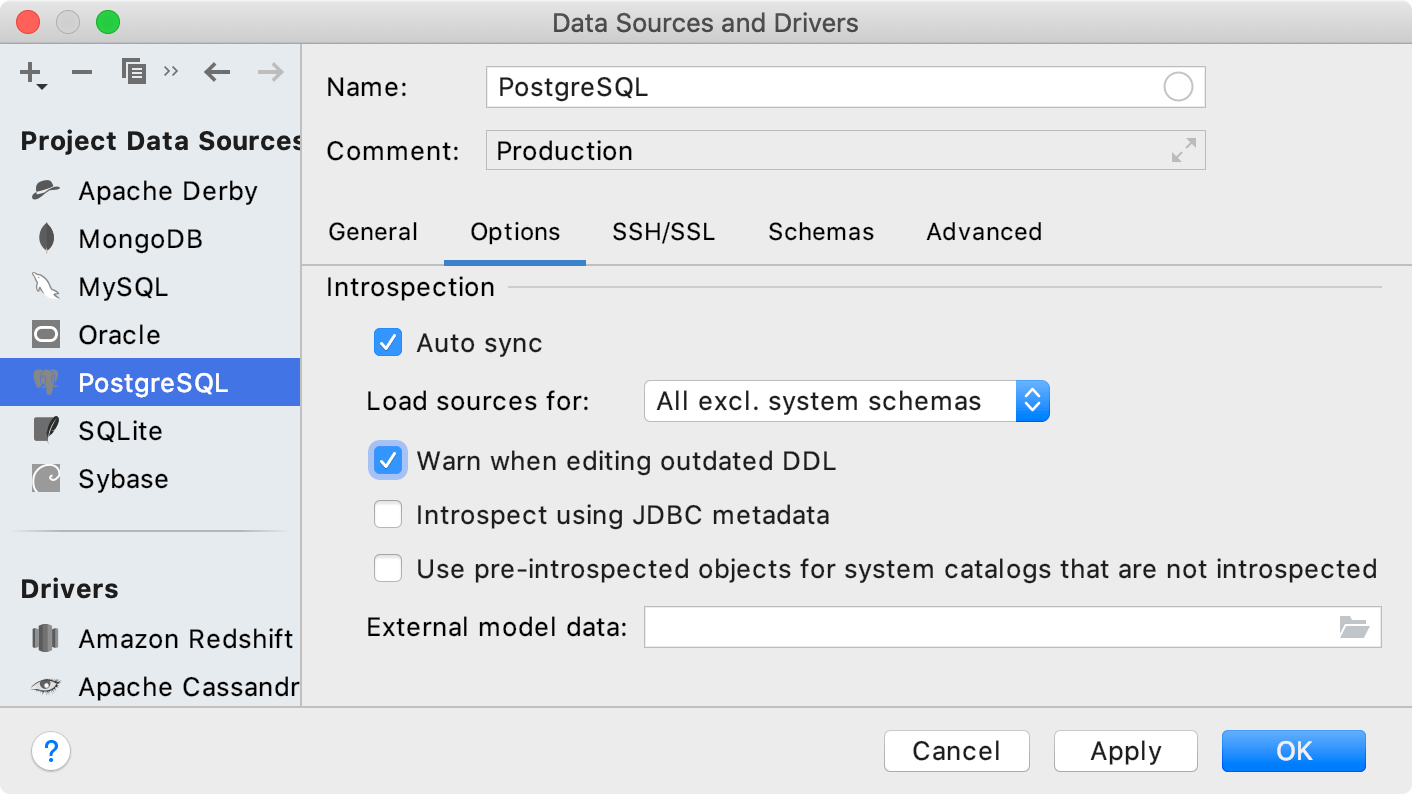 Data Sources and Drivers
Project Data Sources
Apache Derby
MongoDB
MySQL
Oracle
PostgreSQL
SQLite
Sybase
Drivers
Amazon Redshift
Apache Cassandr
Name: PostgreSQL
Comment: Production
General Options SSH/SSL Schemas Advanced
Introspection
Auto sync
Load sources for: All excl. system schemas
Warn when editing outdated DDL
Introspect using JDBC metadata
Use pre-introspected objects for system catalogs that are not introspected
External model data:
? Cancel Apply OK